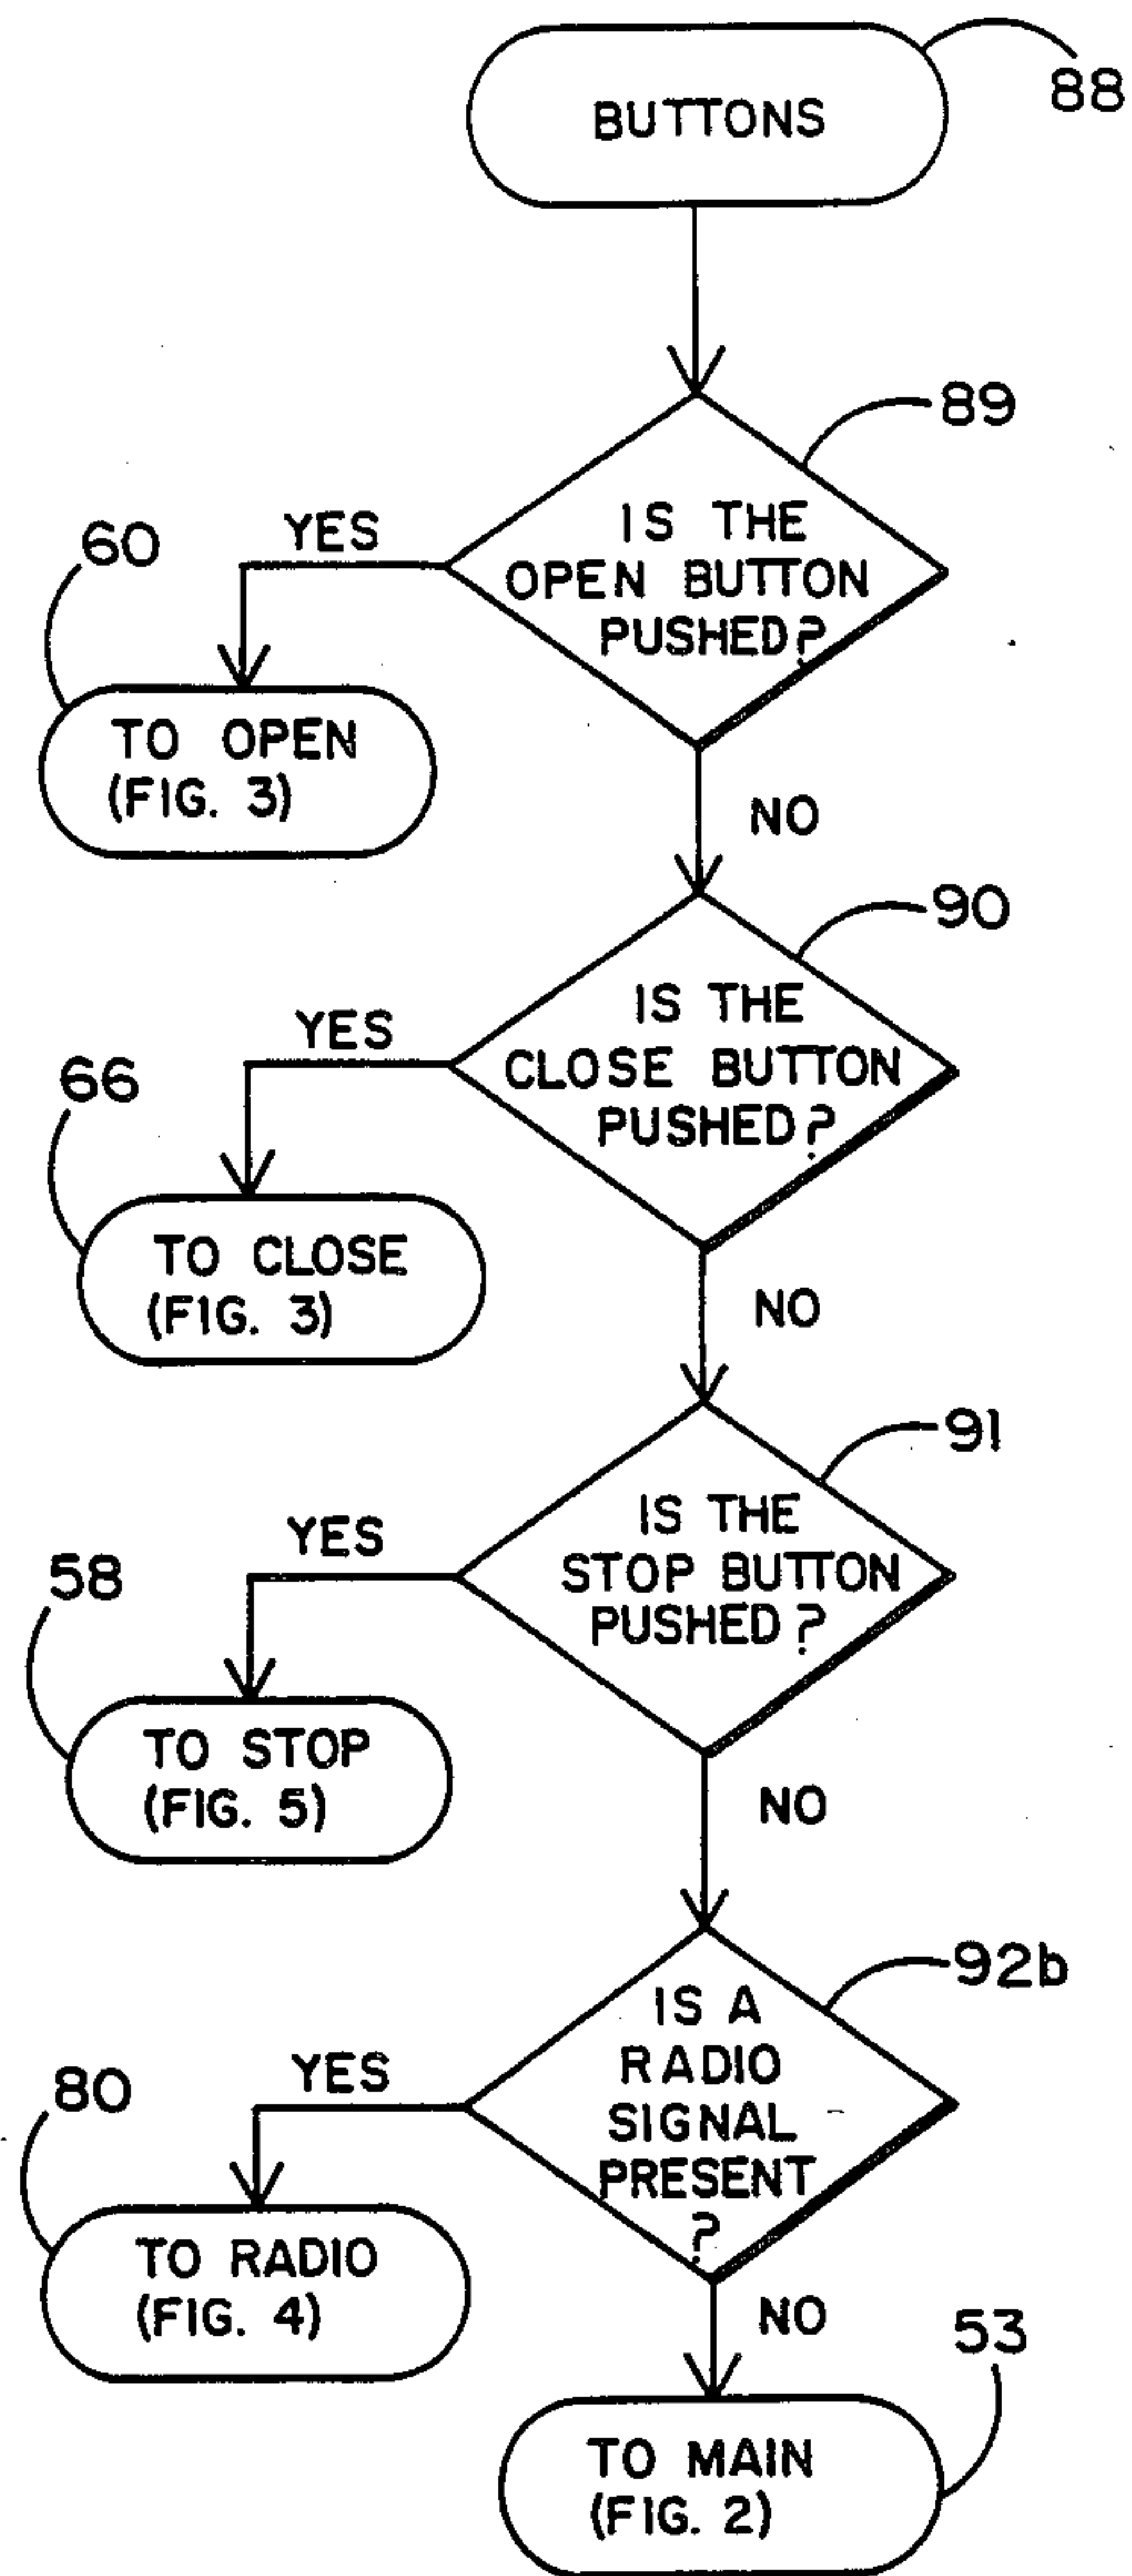 BUTTONS
88
89
IS THE
OPEN BUTTON
PUSHED?
YES
60
TO OPEN
(FIG. 3)
NO
90
IS THE
CLOSE BUTTON
PUSHED?
YES
66
TO CLOSE
(FIG. 3)
NO
91
IS THE
STOP BUTTON
PUSHED?
YES
58
TO STOP
(FIG. 5)
NO
92b
IS A
RADIO
SIGNAL
PRESENT
?
YES
80
TO RADIO
(FIG. 4)
NO
53
TO MAIN
(FIG. 2)